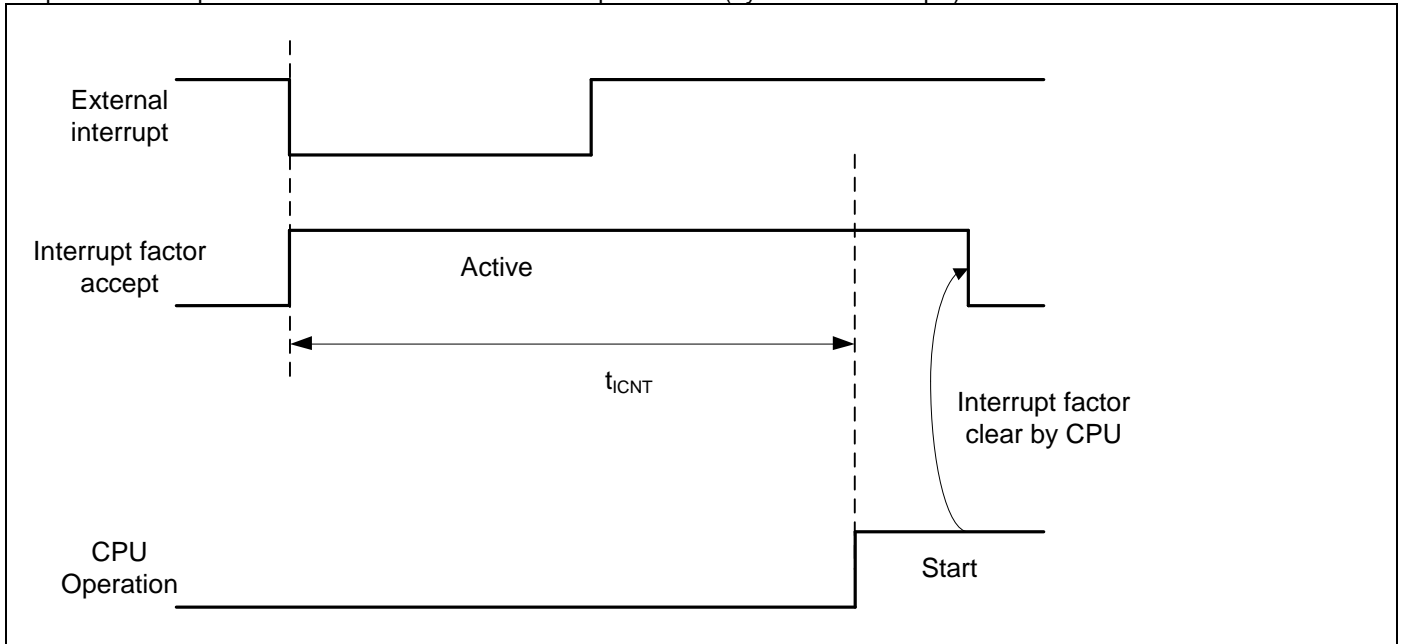 External
interrupt
Interrupt factor
accept
Active
tICNT
Interrupt factor
clear by CPU
CPU
Operation
Start